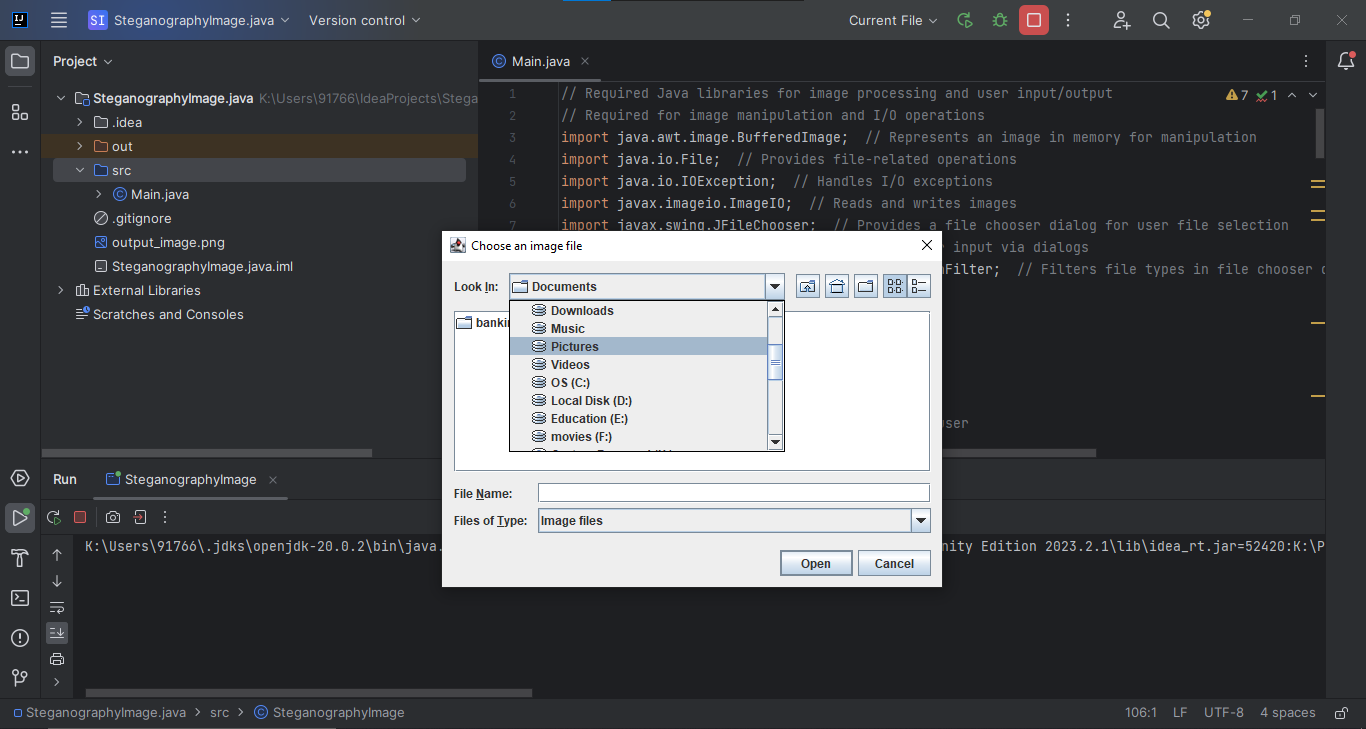 SI SteganographyImage.java Version control Current File
Project
Main.java
SteganographyImage.java K:\Users\91766\IdeaProjects\Stega
.idea
out
src
Main.java
.gitignore
output_image.png
SteganographyImage.java.iml
External Libraries
Scratches and Consoles
7 1
1 // Required Java libraries for image processing and user input/output
2 // Required for image manipulation and I/O operations
3 import java.awt.image.BufferedImage; // Represents an image in memory for manipulation
4 import java.io.File; // Provides file-related operations
5 import java.io.IOException; // Handles I/O exceptions
6 import javax.imageio.ImageIO; // Reads and writes images
7 import javax.swing.JFileChooser; // Provides a file chooser dialog for user file selection
input via dialogs
Filter; // Filters file types in file chooser
Choose an image file
Look In: Documents
Downloads
Music
Pictures
Videos
OS (C:)
Local Disk (D:)
Education (E:)
movies (F:)
File Name:
Files of Type: Image files
Open Cancel
Run SteganographyImage
K:\Users\91766\.jdks\openjdk-20.0.2\bin\java.
nity Edition 2023.2.1\lib\idea_rt.jar=52420:K:\P
SteganographyImage.java > src > SteganographyImage 106:1 LF UTF-8 4 spaces